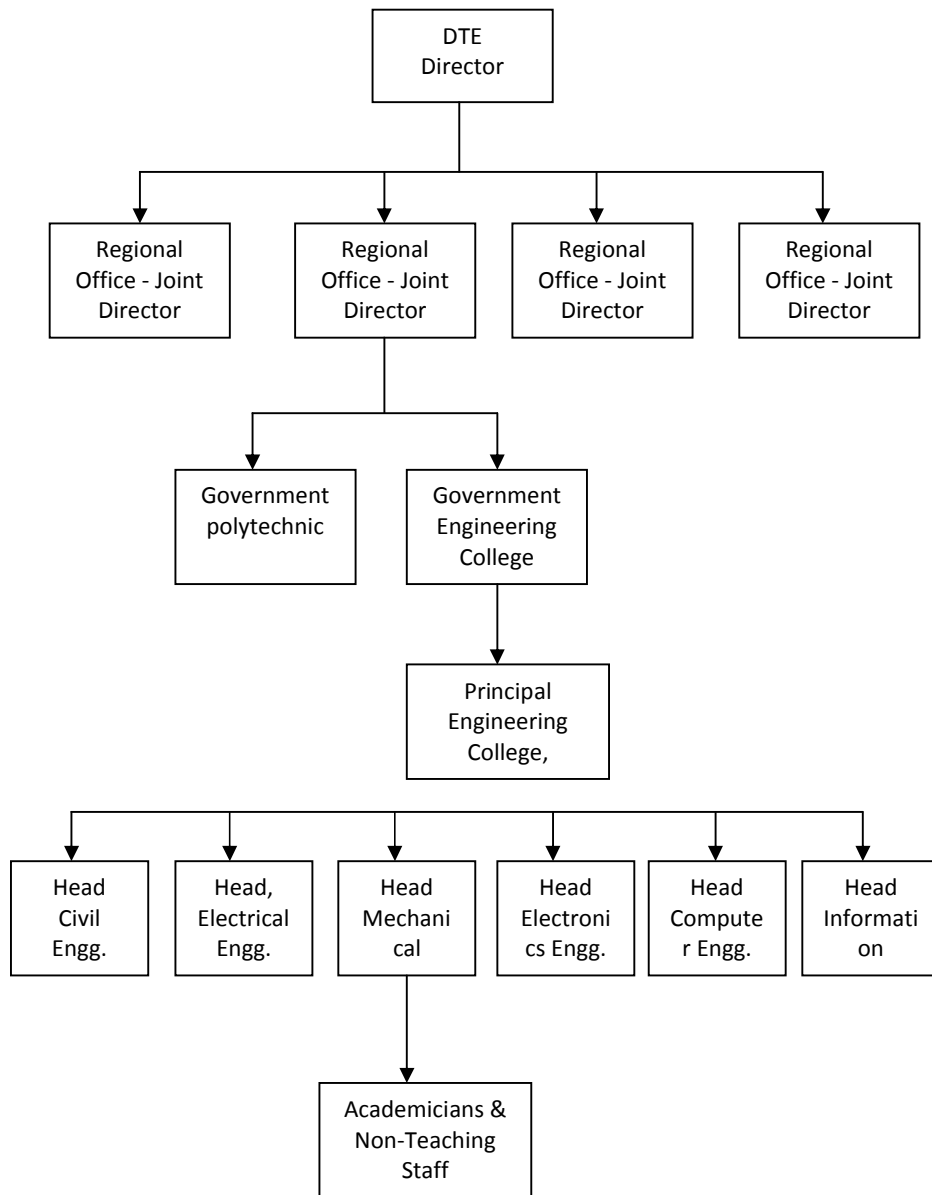 DTE
Director
Regional
Office - Joint
Director
Regional
Office - Joint
Director
Regional
Office - Joint
Director
Regional
Office - Joint
Director
Government
polytechnic
Government
Engineering
College
Principal
Engineering
College,
Head
Civil
Engg.
Head,
Electrical
Engg.
Head
Mechani
cal
Head
Electroni
cs Engg.
Head
Compute
r Engg.
Head
Informati
on
Academicians &
Non-Teaching
Staff